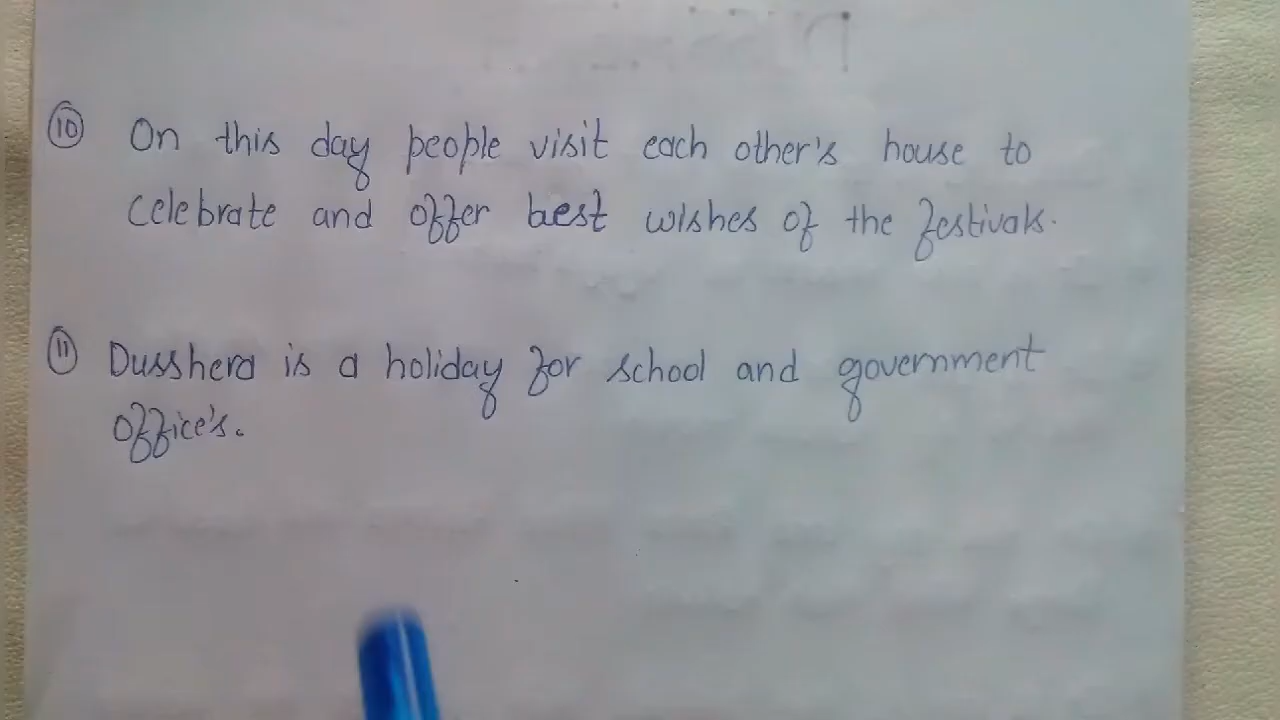 10 On this day people visit each other's house to
celebrate and offer best wishes of the festivals.
11 Dusshera is a holiday for school and government
office's.